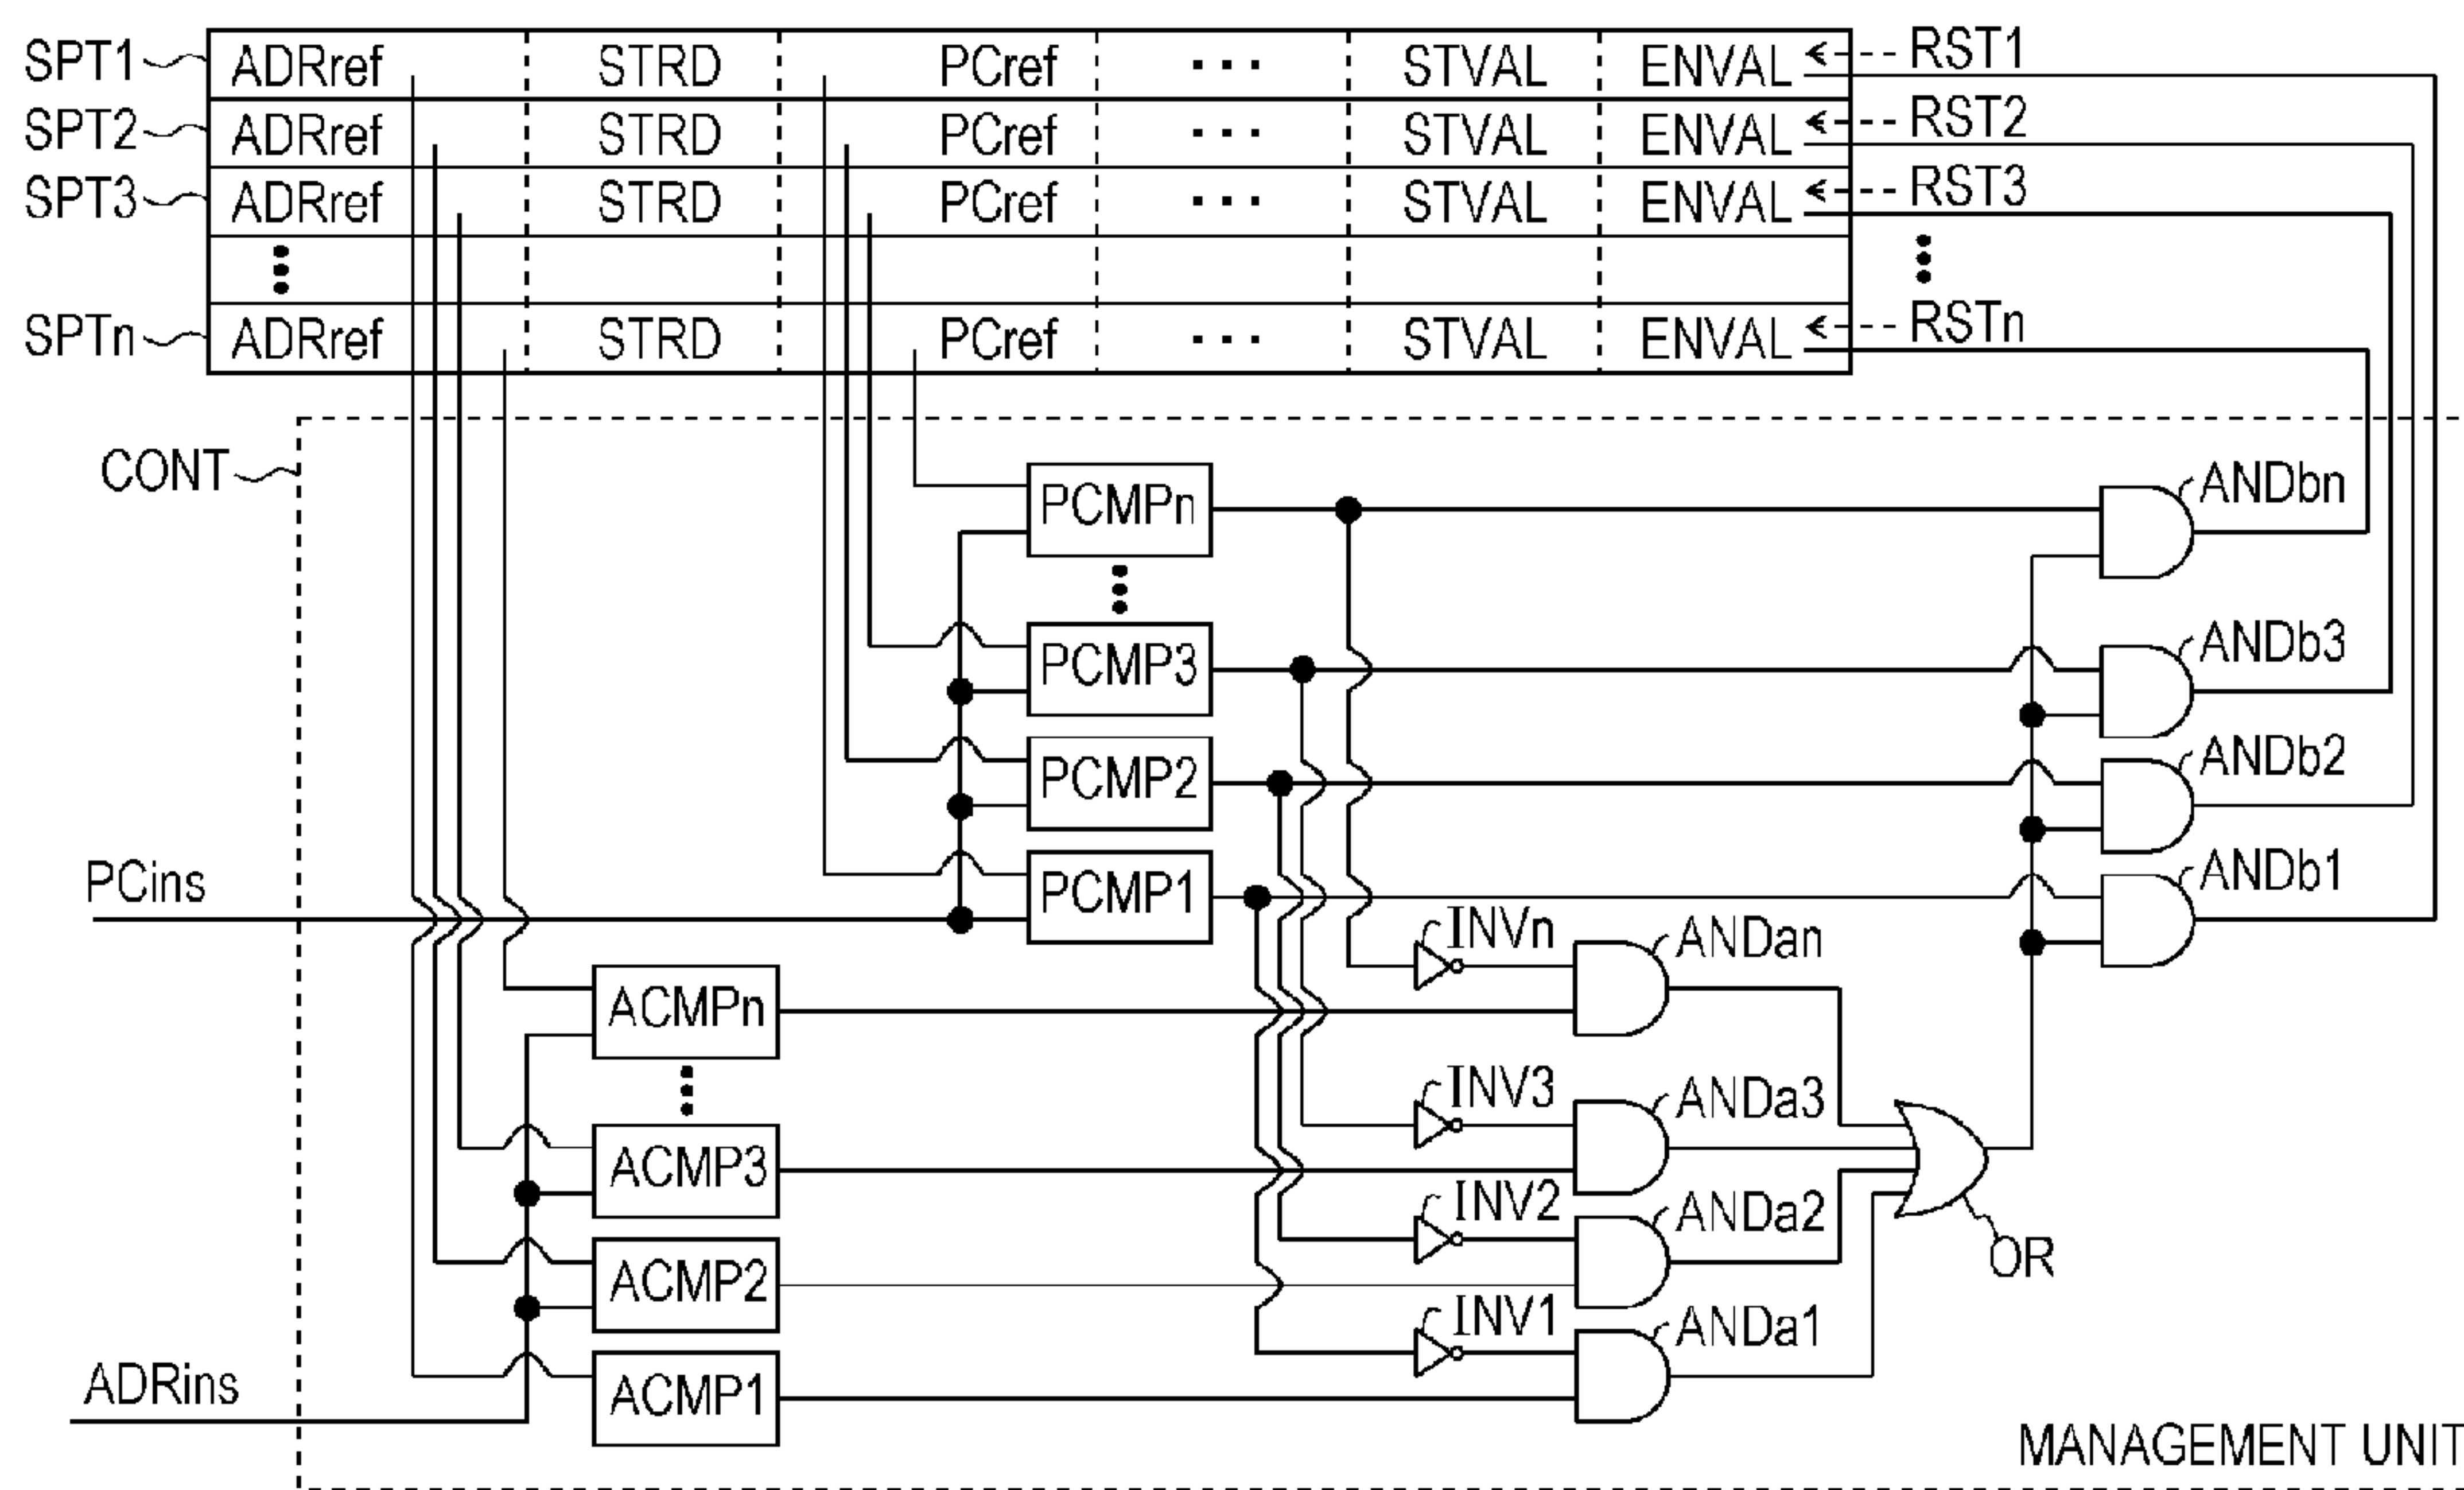 SPT1 ADRref STRD PCref ... STVAL ENVAL RST1
SPT2 ADRref STRD PCref ... STVAL ENVAL RST2
SPT3 ADRref STRD PCref ... STVAL ENVAL RST3
SPTn ADRref STRD PCref ... STVAL ENVAL RSTn
CONT
PCMPn
ANDbn
PCMP3
ANDb3
PCMP2
ANDb2
PCins
PCMP1
ANDb1
INVn
ANDan
ACMPn
INV3
ANDa3
ACMP3
INV2
ANDa2
OR
ACMP2
INV1
ANDa1
ADRins
ACMP1
MANAGEMENT UNIT